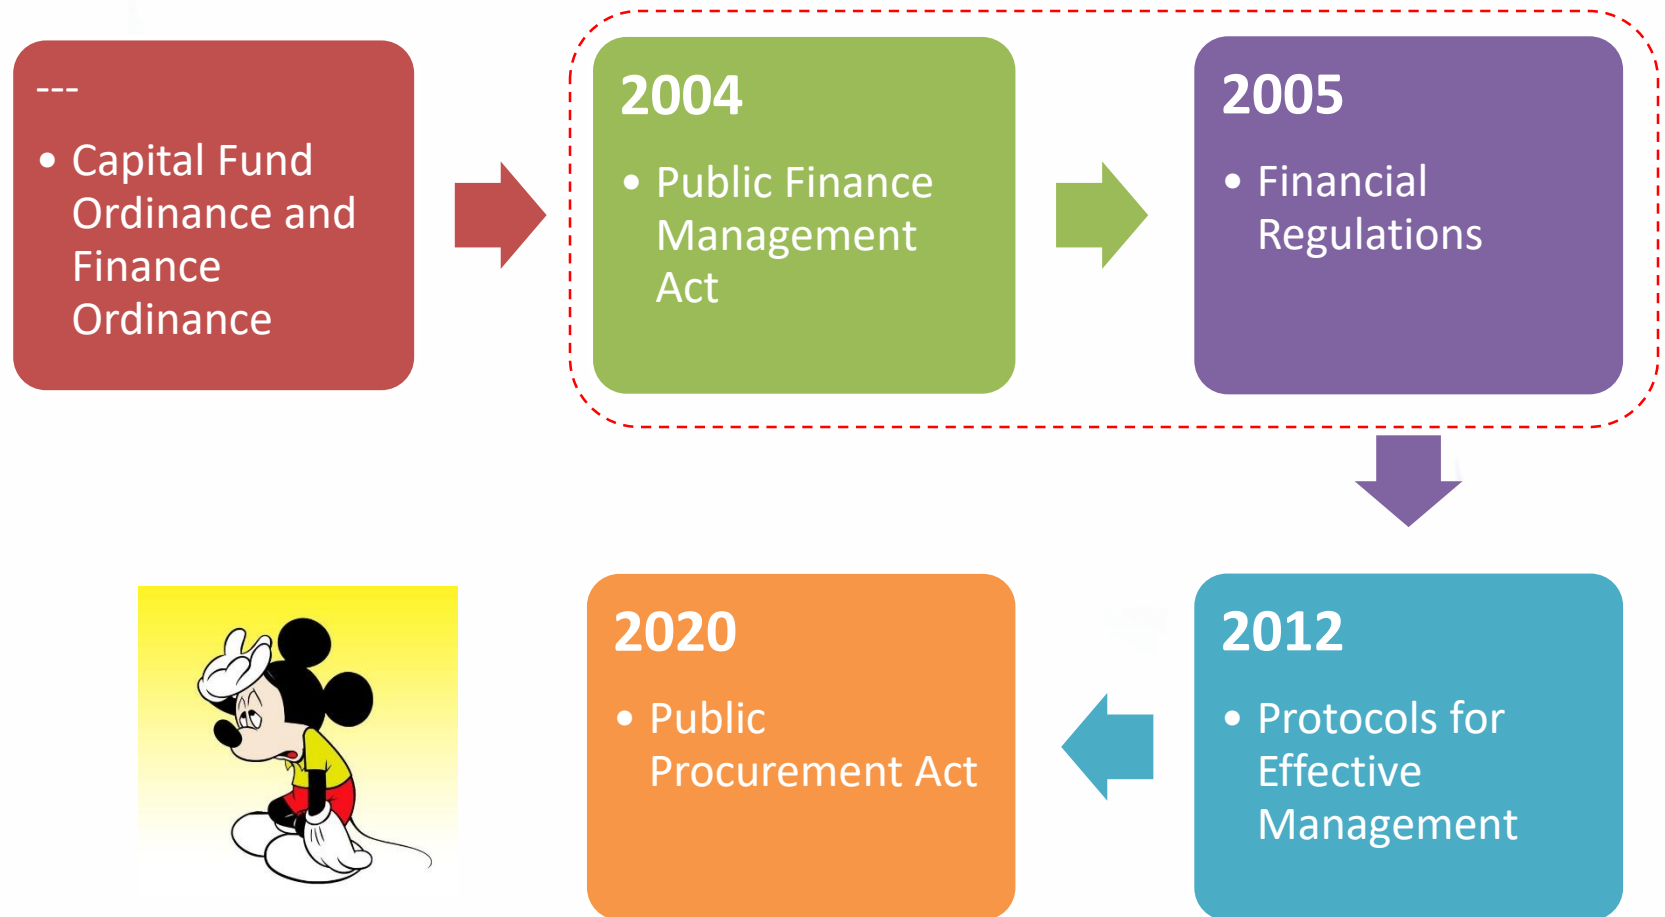 ---
• Capital Fund
Ordinance and
Finance
Ordinance
2004
• Public Finance
Management
Act
2005
• Financial
Regulations
2012
• Protocols for
Effective
Management
2020
• Public
Procurement Act